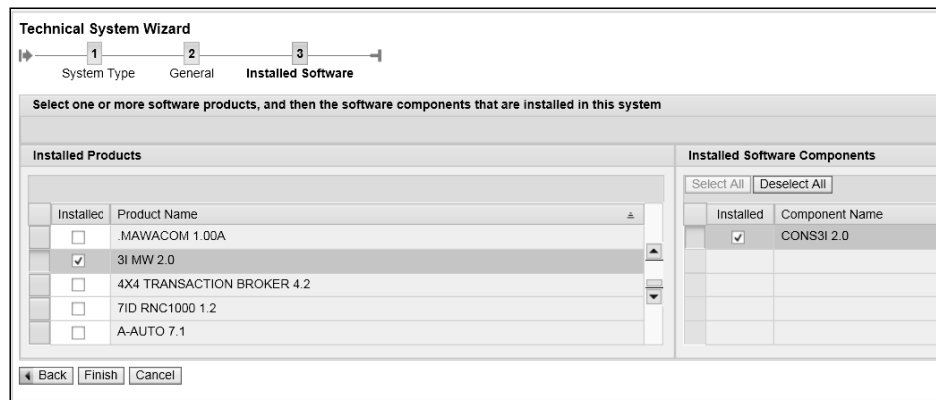 Technical System Wizard
1 2 3
System Type General Installed Software
Select one or more software products, and then the software components that are installed in this system
Installed Products
Installed Software Components
Select All Deselect All
Installed Product Name
Installed Component Name
.MAWACOM 1.00A
CONS3I 2.0
3I MW 2.0
4X4 TRANSACTION BROKER 4.2
7ID RNC1000 1.2
A-AUTO 7.1
Back Finish Cancel